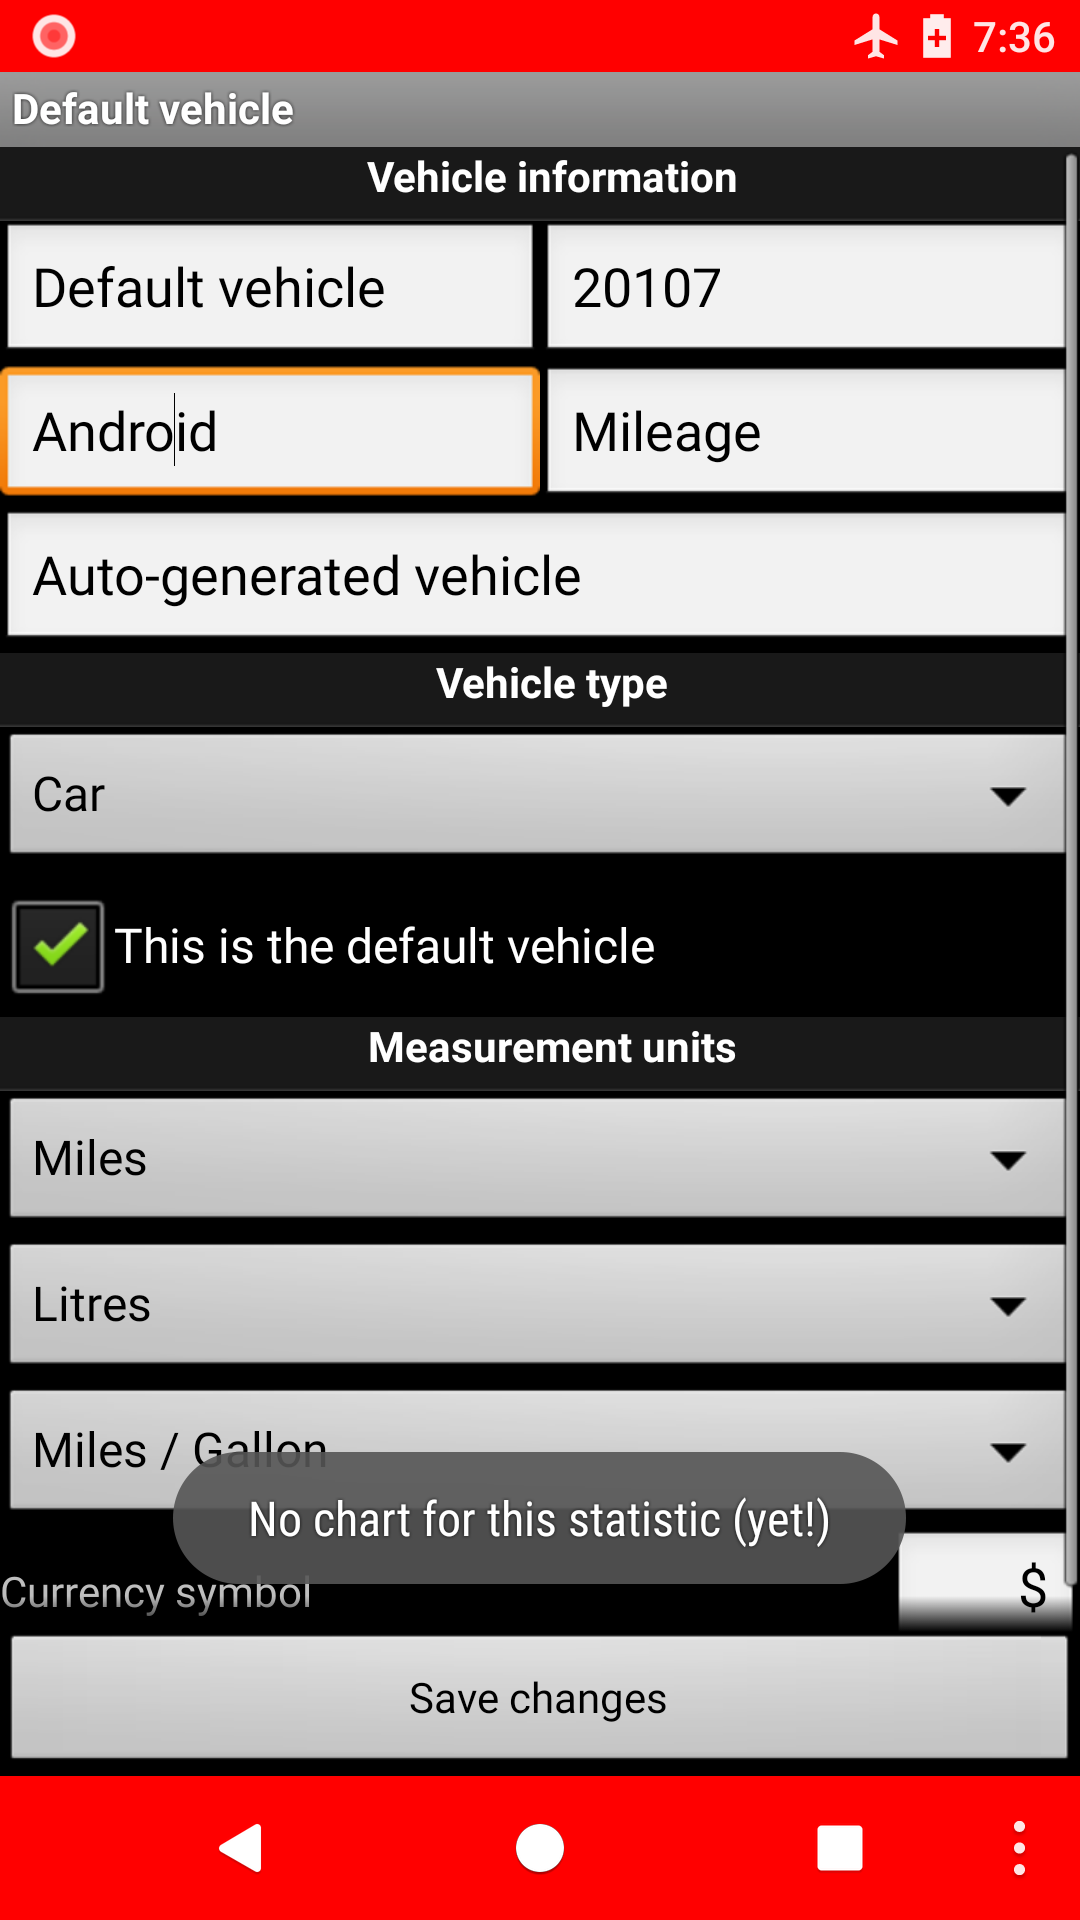 7:36
Default vehicle
Vehicle information
Default vehicle
20107
Android
Mileage
Auto-generated vehicle
Vehicle type
Car
This is the default vehicle
Measurement units
Miles
Litres
Miles / Gallon
No chart for this statistic (yet!)
Currency symbol
$
Save changes